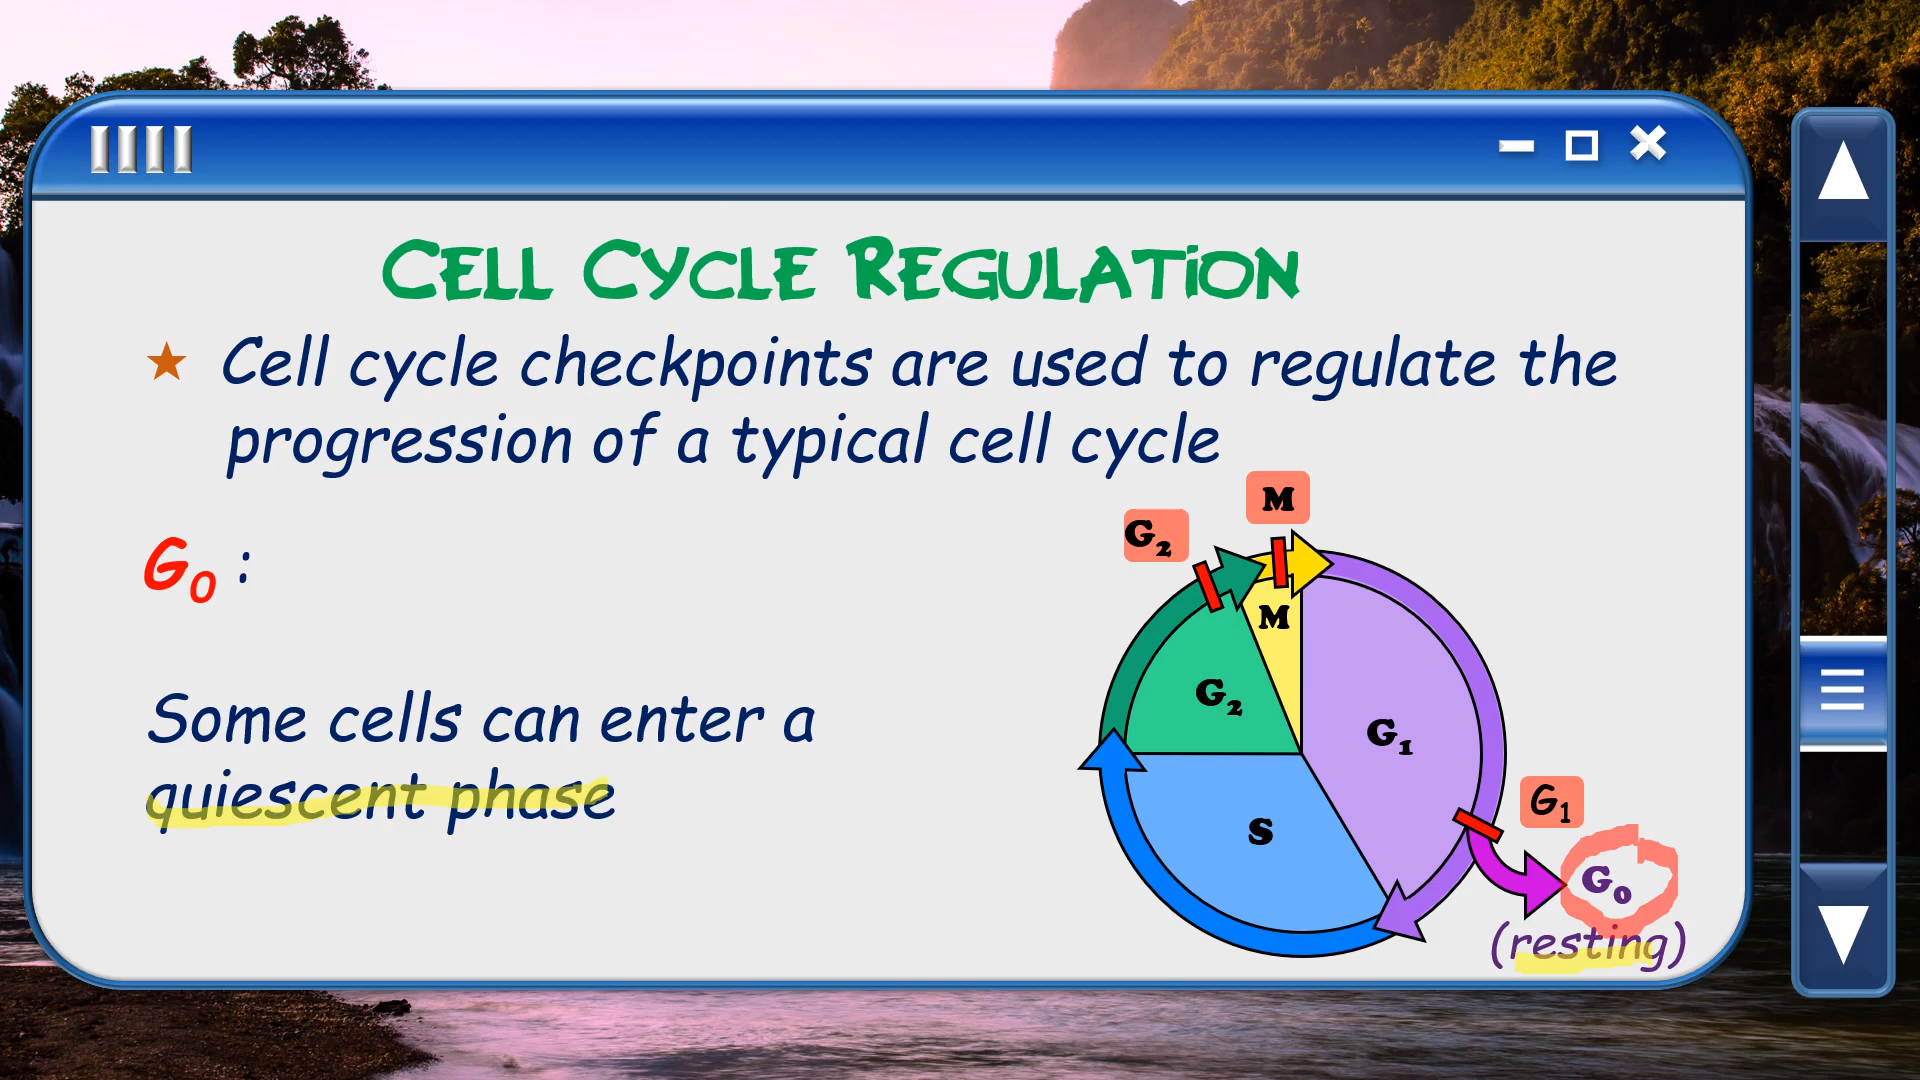 Cell Cycle Regulation
★ Cell cycle checkpoints are used to regulate the
progression of a typical cell cycle
G₀ :
Some cells can enter a
quiescent phase
M
G₂
M
G₂
G₁
S
G₁
G₀
(resting)